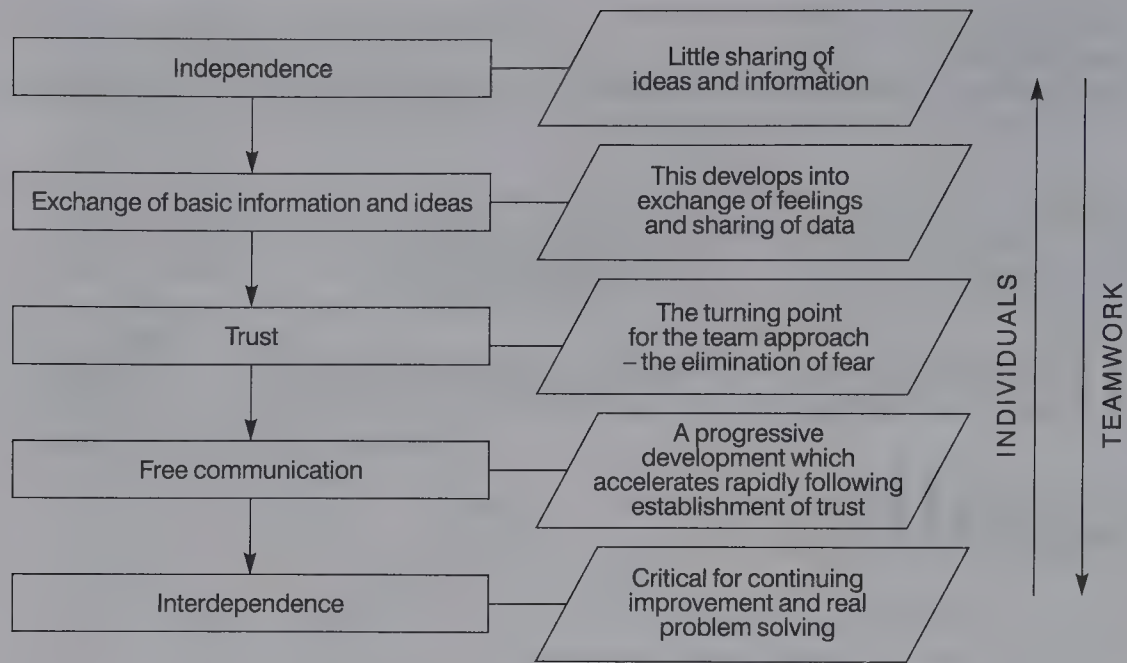 Independence
Little sharing of
ideas and information
Exchange of basic information and ideas
This develops into
exchange of feelings
and sharing of data
Trust
The turning point
for the team approach
– the elimination of fear
Free communication
A progressive
development which
accelerates rapidly following
establishment of trust
Interdependence
Critical for continuing
improvement and real
problem solving
INDIVIDUALS
TEAMWORK